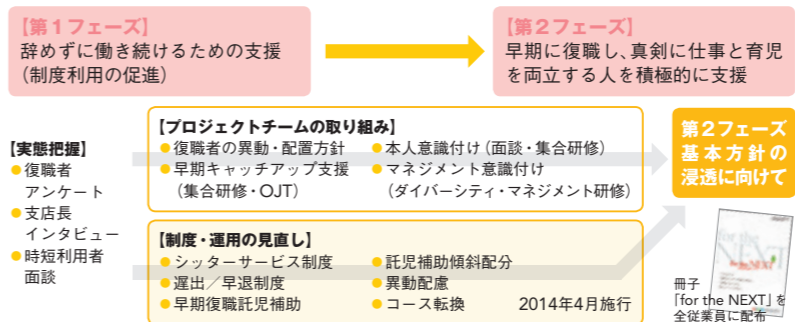 【第1フェーズ】
辞めずに働き続けるための支援
（制度利用の促進）
【第2フェーズ】
早期に復職し、真剣に仕事と育児
を両立する人を積極的に支援
【実態把握】
●復職者
アンケート
●支店長
インタビュー
●時短利用者
面談
【プロジェクトチームの取り組み】
●復職者の異動・配置方針
●早期キャッチアップ支援
（集合研修・OJT）
●本人意識付け（面談・集合研修）
●マネジメント意識付け
（ダイバーシティ・マネジメント研修）
【制度・運用の見直し】
●シッターサービス制度
●遅出／早退制度
●早期復職託児補助
●託児補助傾斜配分
●異動配慮
●コース転換 2014年4月施行
第2フェーズ
基本方針の
浸透に向けて
for the
NEXT
for the NEXT
冊子
「for the NEXT」を
全従業員に配布